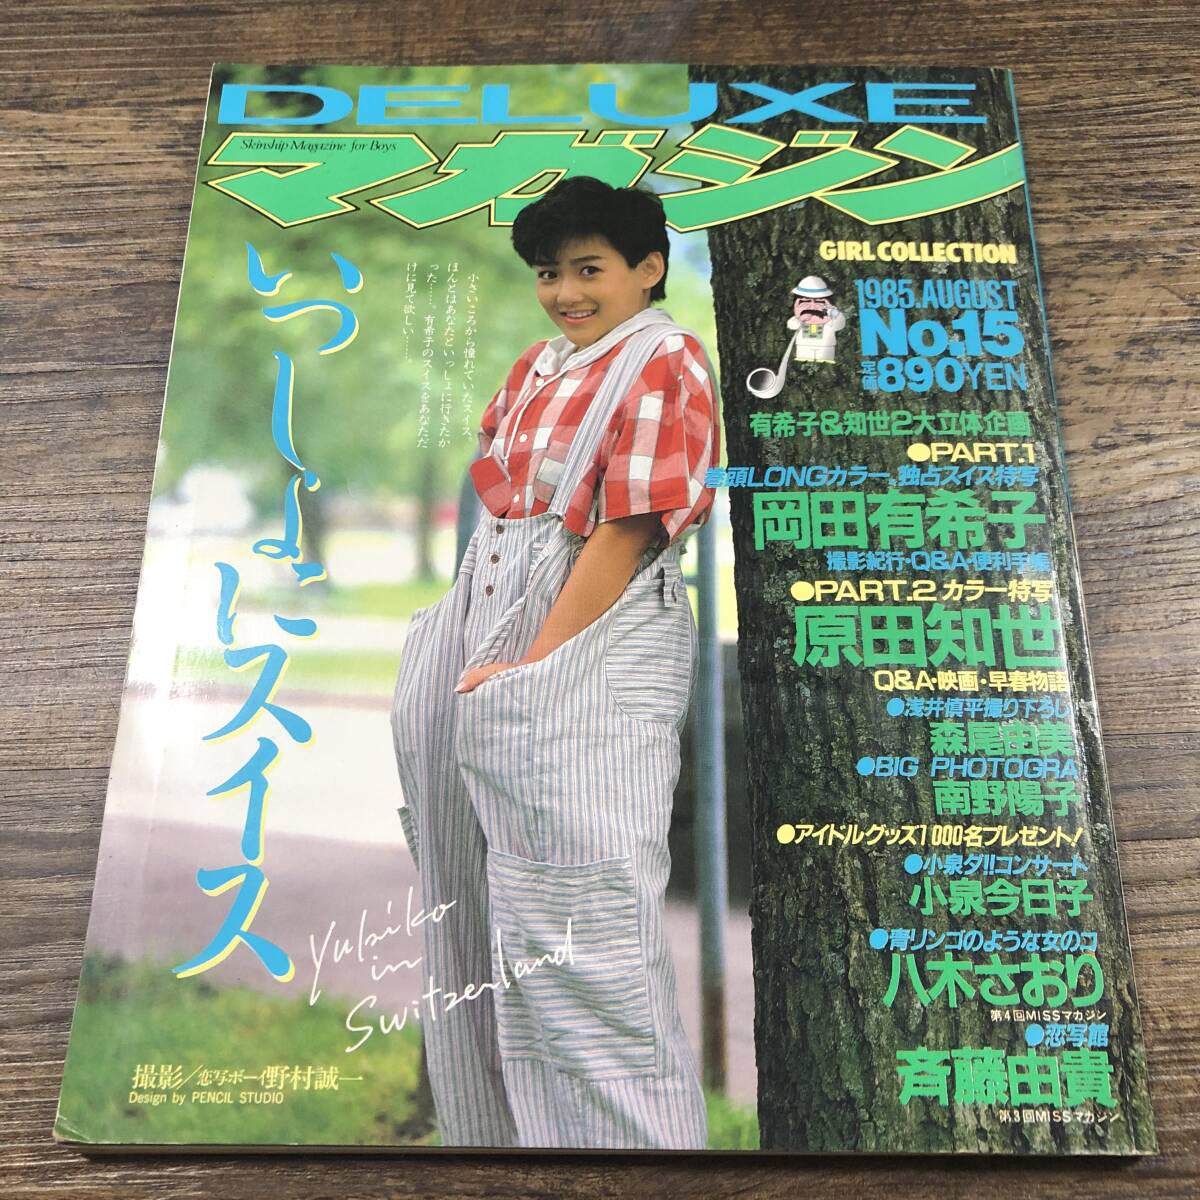 DELUXE
マガジン
Skinship Magazine for Boys
GIRL COLLECTION
1985.AUGUST
No.15
定価890YEN
いっしょにスイス
小さいころから憧れていたスイス。
ほんとはあなたといっしょに行きたか
った……。有希子のスイスをあなただ
けに見て欲しい……。
有希子&知世2大立体企画
●PART.1
巻頭LONGカラー。独占スイス特写
岡田有希子
撮影紀行・Q&A・便利手帳
●PART.2 カラー特写
原田知世
Q&A・映画・早春物語
●浅井慎平撮り下ろし
森尾由美
●BIG PHOTOGRA
南野陽子
●アイドルグッズ1000名プレゼント!
●小泉ダ!!コンサート
小泉今日子
●青リンゴのような女のコ
八木さおり
第4回MISSマガジン
●恋写館
斉藤由貴
第3回MISSマガジン
Yukiko
in
Switzerland
撮影/恋写ボーイ野村誠一
Design by PENCIL STUDIO